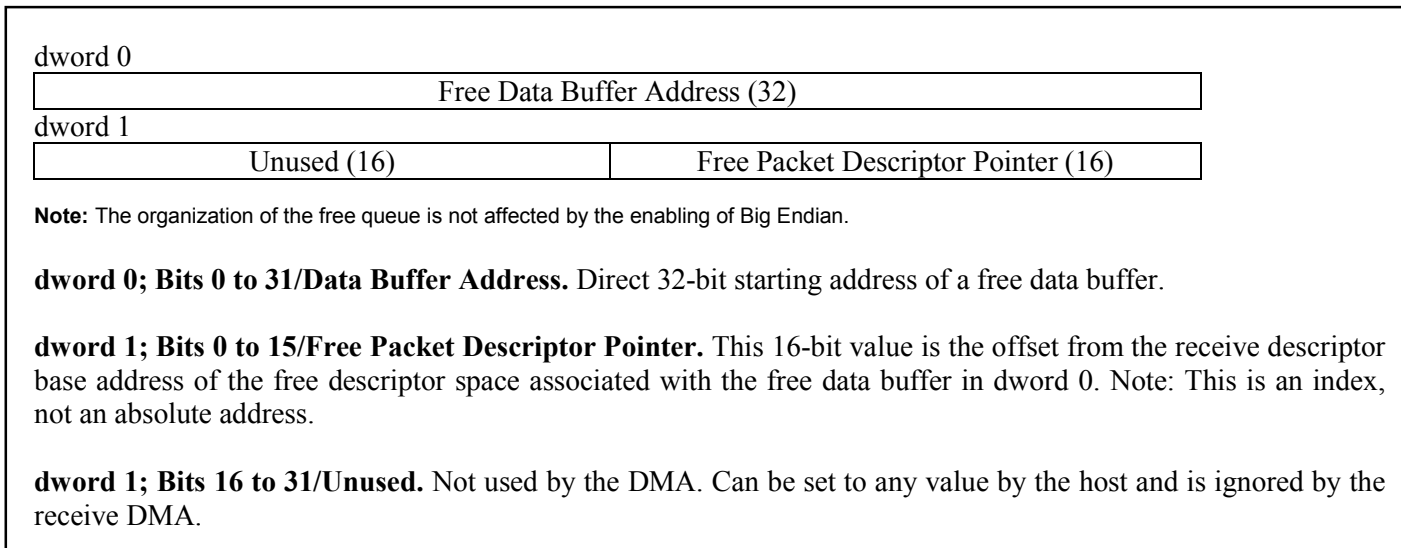 dword 0
Free Data Buffer Address (32)
dword 1
Unused (16) Free Packet Descriptor Pointer (16)
Note: The organization of the free queue is not affected by the enabling of Big Endian.
dword 0; Bits 0 to 31/Data Buffer Address. Direct 32-bit starting address of a free data buffer.
dword 1; Bits 0 to 15/Free Packet Descriptor Pointer. This 16-bit value is the offset from the receive descriptor
base address of the free descriptor space associated with the free data buffer in dword 0. Note: This is an index,
not an absolute address.
dword 1; Bits 16 to 31/Unused. Not used by the DMA. Can be set to any value by the host and is ignored by the
receive DMA.